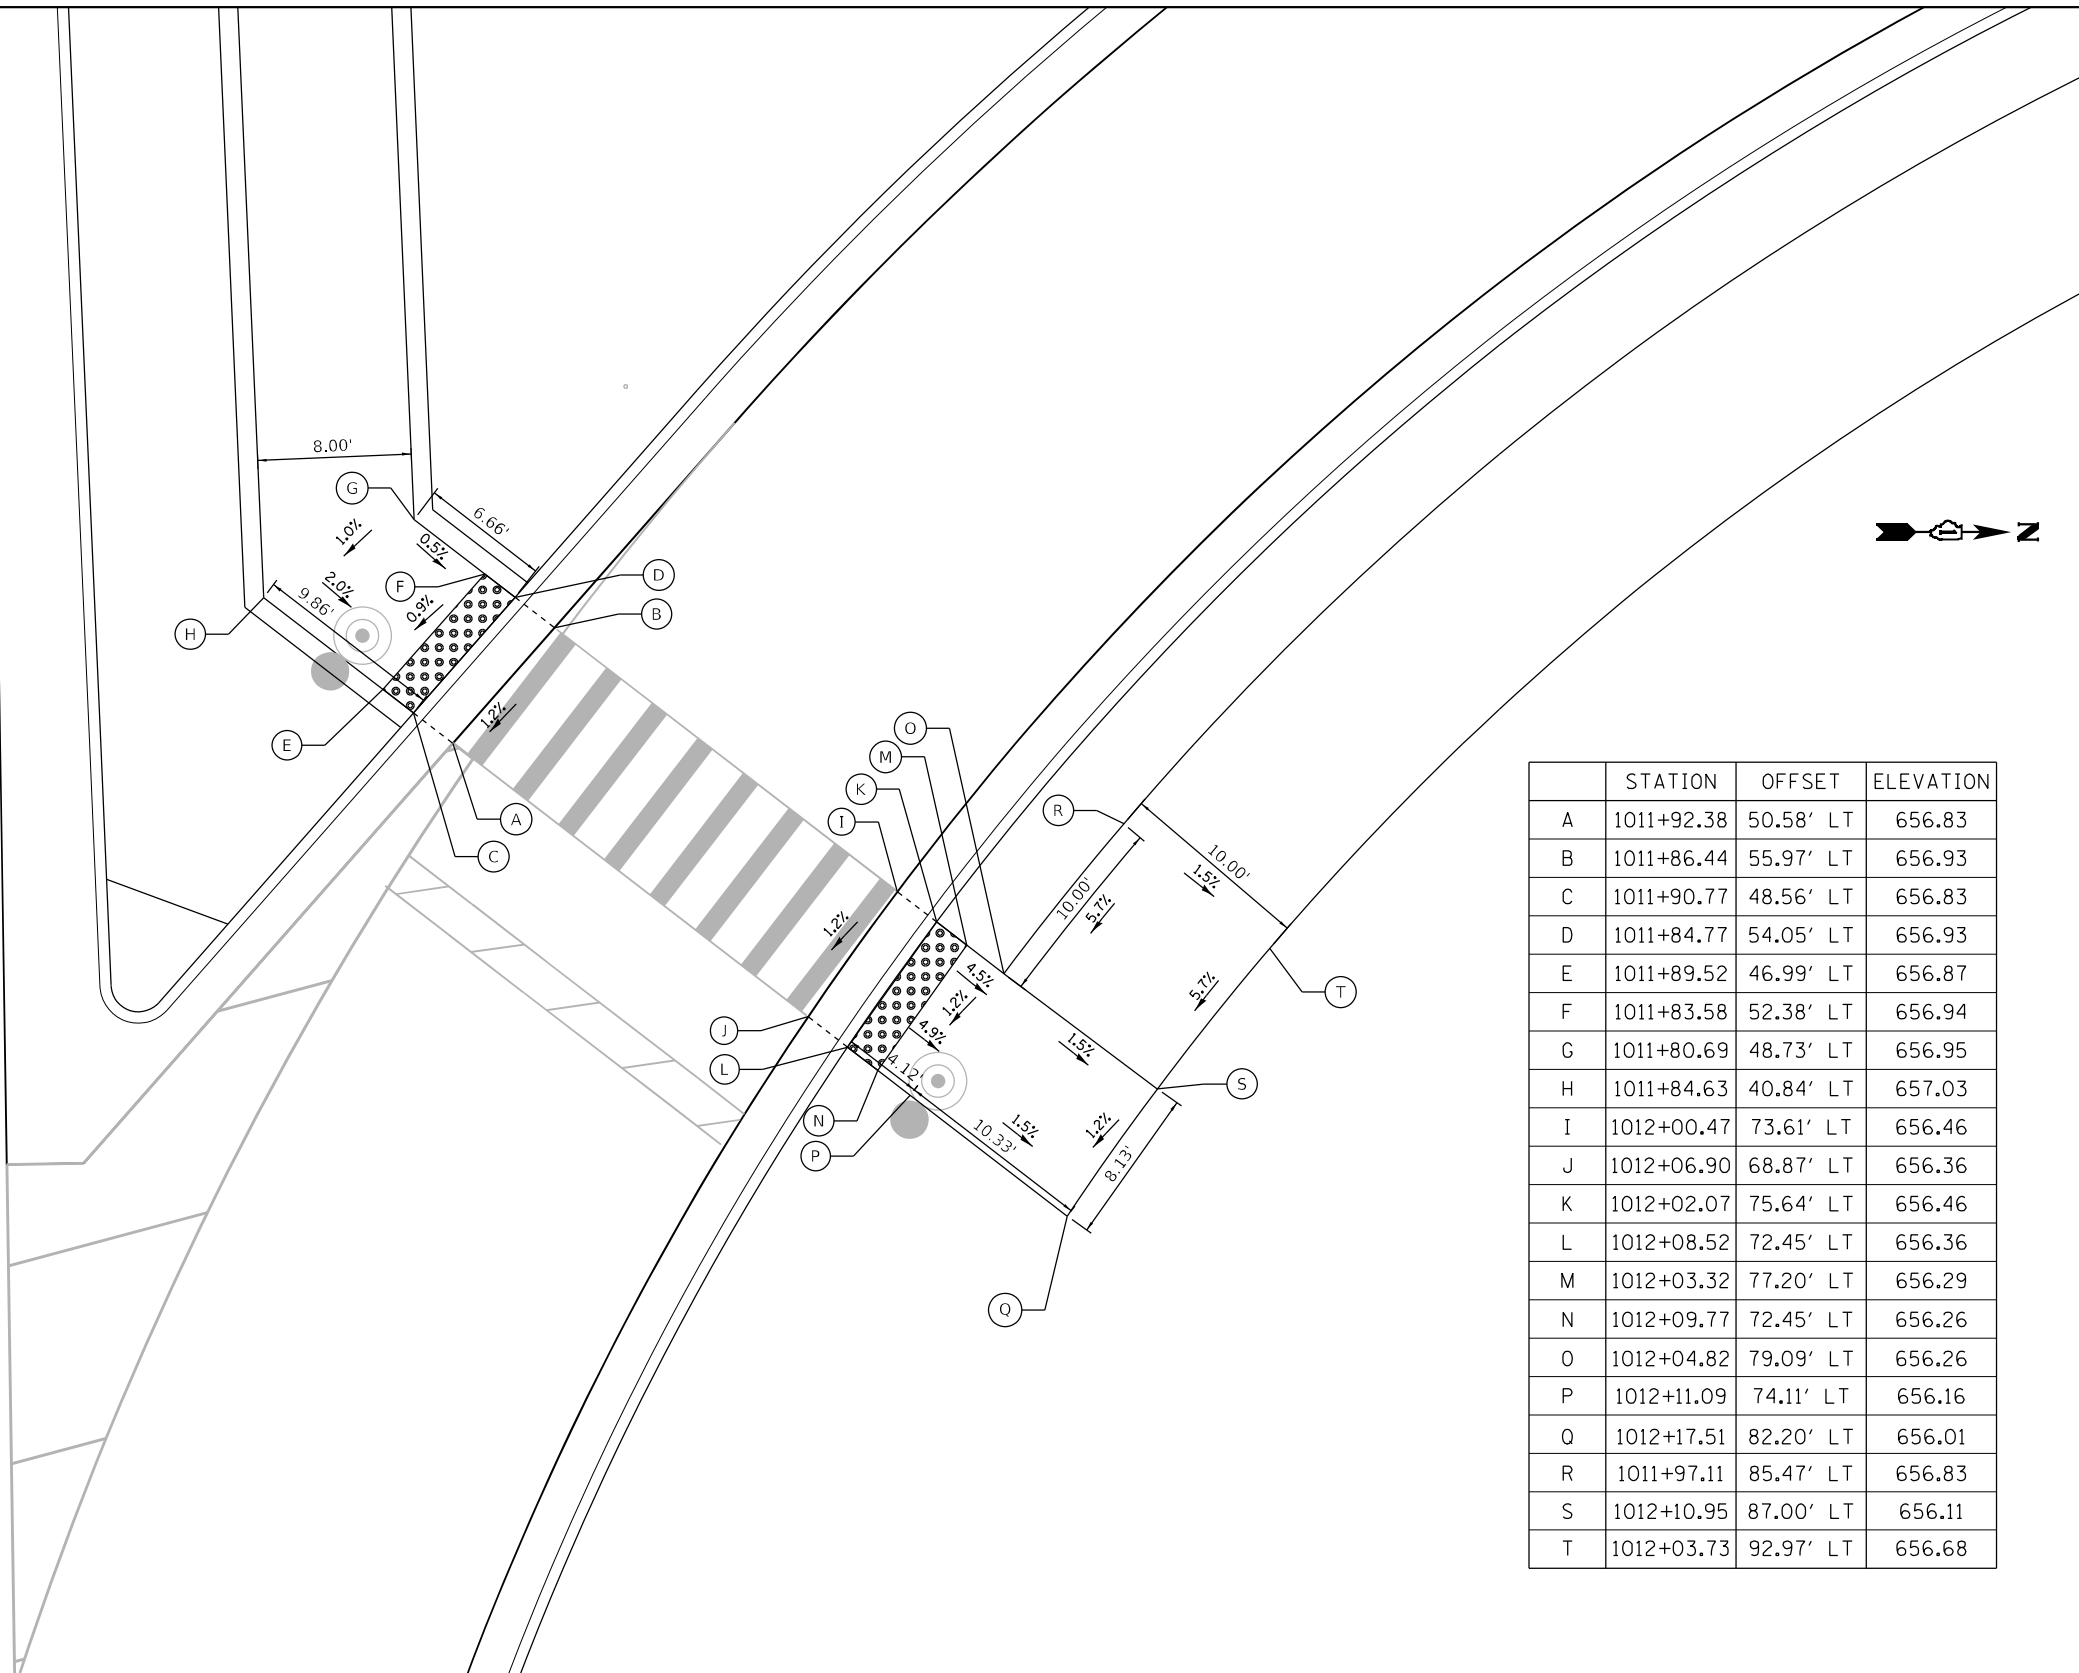 8.00'
G
6.66'
1.0%
0.5%
D
F
2.0%
9.86'
0.9%
B
H
1.2%
E
A
C
O
M
K
I
R
10.00'
1.5%
10.00'
5.7%
1.2%
4.5%
5.7%
T
1.2%
4.9%
J
1.5%
L
4.12'
S
N
1.5%
1.2%
10.33'
P
8.13'
Q
N
1
STATION OFFSET ELEVATION
A 1011+92.38 50.58' LT 656.83
B 1011+86.44 55.97' LT 656.93
C 1011+90.77 48.56' LT 656.83
D 1011+84.77 54.05' LT 656.93
E 1011+89.52 46.99' LT 656.87
F 1011+83.58 52.38' LT 656.94
G 1011+80.69 48.73' LT 656.95
H 1011+84.63 40.84' LT 657.03
I 1012+00.47 73.61' LT 656.46
J 1012+06.90 68.87' LT 656.36
K 1012+02.07 75.64' LT 656.46
L 1012+08.52 72.45' LT 656.36
M 1012+03.32 77.20' LT 656.29
N 1012+09.77 72.45' LT 656.26
O 1012+04.82 79.09' LT 656.26
P 1012+11.09 74.11' LT 656.16
Q 1012+17.51 82.20' LT 656.01
R 1011+97.11 85.47' LT 656.83
S 1012+10.95 87.00' LT 656.11
T 1012+03.73 92.97' LT 656.68